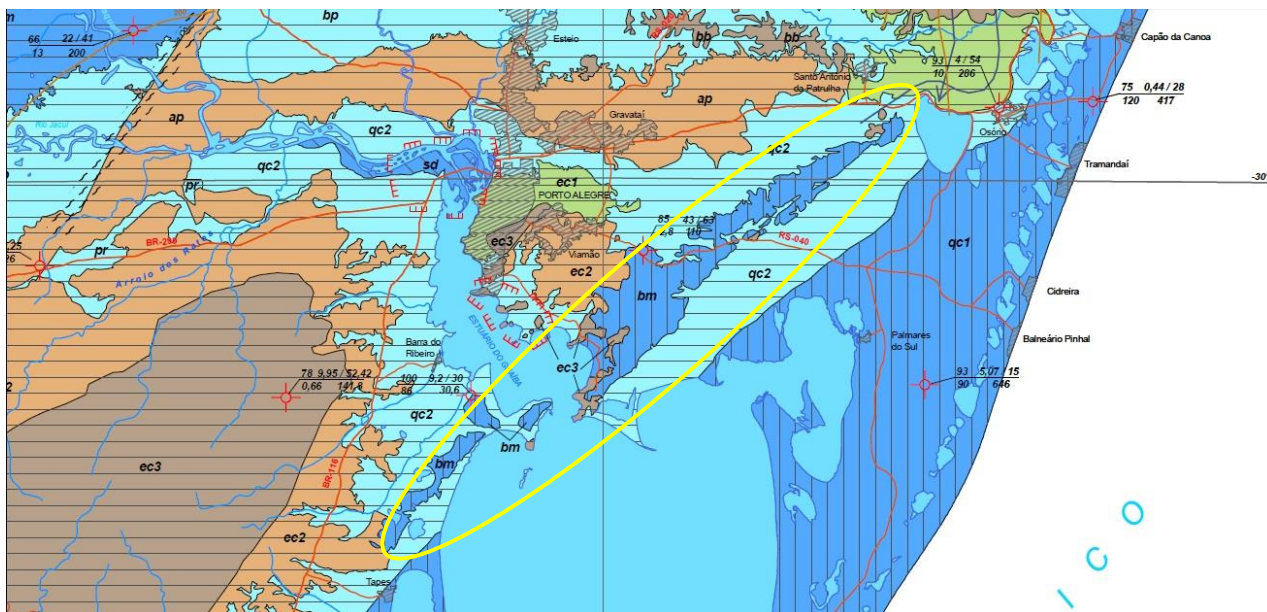 m
bp
66 22 / 41
13 200
Esteio
bb
bb
Capão da Canoa
93 4 / 54
10 286
Santo Antônio
da Patrulha
75 0,44 / 28
120 417
ap
ap
Gravataí
Osório
Rio Jacuí
qc2
qc2
sd
Tramandaí
ec1
PORTO ALEGRE
-30
pr
pr
BR-290
85 43 / 63
2,8 110
RS-040
qc1
ec3
Viamão
ec2
qc2
Arroio dos Ratos
bm
Cidreira
ESTUÁRIO DO GUAÍBA
Barra do
Ribeiro
Palmares
do Sul
Balneário Pinhal
ec3
78 9,95 / 52,42
0,66 141,8
100 9,2 / 30
86 30,6
93 5,07 / 15
90 646
qc2
bm
bm
BR-116
ec3
ec2
Tapes
I C O